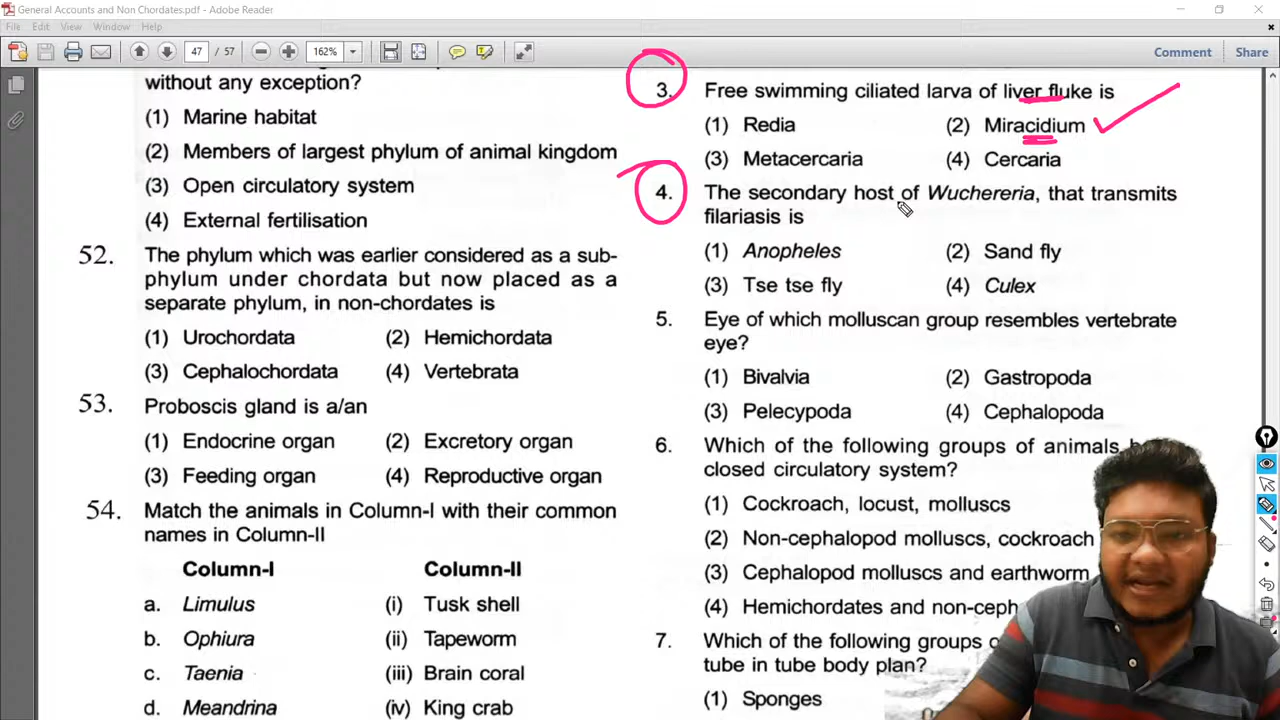 General Accounts and Non Chordates.pdf - Adobe Reader
File Edit View Window Help
47 / 57 162% Comment Share
without any exception?
(1) Marine habitat
(2) Members of largest phylum of animal kingdom
(3) Open circulatory system
(4) External fertilisation
52. The phylum which was earlier considered as a sub-
phylum under chordata but now placed as a
separate phylum, in non-chordates is
(1) Urochordata (2) Hemichordata
(3) Cephalochordata (4) Vertebrata
53. Proboscis gland is a/an
(1) Endocrine organ (2) Excretory organ
(3) Feeding organ (4) Reproductive organ
54. Match the animals in Column-I with their common
names in Column-II
Column-I Column-II
a. Limulus (i) Tusk shell
b. Ophiura (ii) Tapeworm
c. Taenia (iii) Brain coral
d. Meandrina (iv) King crab
3. Free swimming ciliated larva of liver fluke is
(1) Redia (2) Miracidium
(3) Metacercaria (4) Cercaria
4. The secondary host of Wuchereria, that transmits
filariasis is
(1) Anopheles (2) Sand fly
(3) Tse tse fly (4) Culex
5. Eye of which molluscan group resembles vertebrate
eye?
(1) Bivalvia (2) Gastropoda
(3) Pelecypoda (4) Cephalopoda
6. Which of the following groups of animals
closed circulatory system?
(1) Cockroach, locust, molluscs
(2) Non-cephalopod molluscs, cockroach
(3) Cephalopod molluscs and earthworm
(4) Hemichordates and
7. Which of the following groups
tube in tube body plan?
(1) Sponges